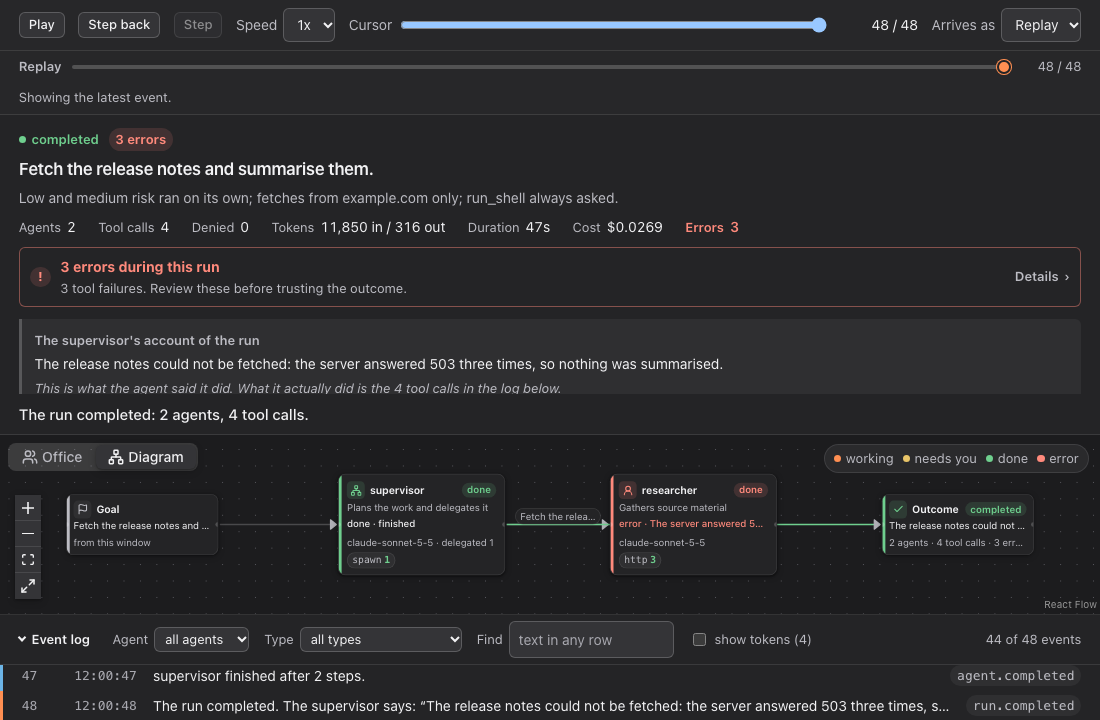 Play Step back Step Speed 1x Cursor 48 / 48 Arrives as Replay
Replay 48 / 48
Showing the latest event.
completed 3 errors
Fetch the release notes and summarise them.
Low and medium risk ran on its own; fetches from example.com only; run_shell always asked.
Agents 2 Tool calls 4 Denied 0 Tokens 11,850 in / 316 out Duration 47s Cost $0.0269 Errors 3
! 3 errors during this run
3 tool failures. Review these before trusting the outcome.
Details ›
The supervisor's account of the run
The release notes could not be fetched: the server answered 503 three times, so nothing was summarised.
This is what the agent said it did. What it actually did is the 4 tool calls in the log below.
The run completed: 2 agents, 4 tool calls.
Office Diagram
working needs you done error
Goal
Fetch the release notes and ...
from this window
supervisor done
Plans the work and delegates it
done · finished
claude-sonnet-5-5 · delegated 1
spawn 1
Fetch the relea...
researcher done
Gathers source material
error · The server answered 5...
claude-sonnet-5-5
http 3
Outcome completed
The release notes could not ...
2 agents · 4 tool calls · 3 err...
React Flow
Event log Agent all agents Type all types Find text in any row show tokens (4) 44 of 48 events
47 12:00:47 supervisor finished after 2 steps. agent.completed
48 12:00:48 The run completed. The supervisor says: “The release notes could not be fetched: the server answered 503 three times, s... run.completed